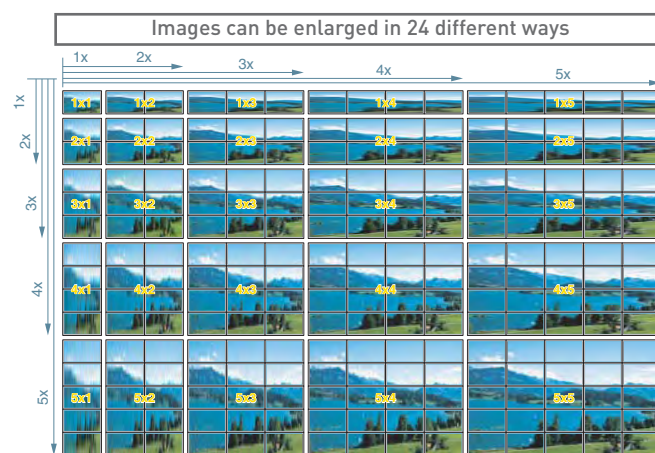 Images can be enlarged in 24 different ways
1x
2x
3x
4x
5x
1x
2x
3x
4x
5x
1x1
1x2
1x3
1x4
1x5
2x1
2x2
2x3
2x4
2x5
3x1
3x2
3x3
3x4
3x5
4x1
4x2
4x3
4x4
4x5
5x1
5x2
5x3
5x4
5x5